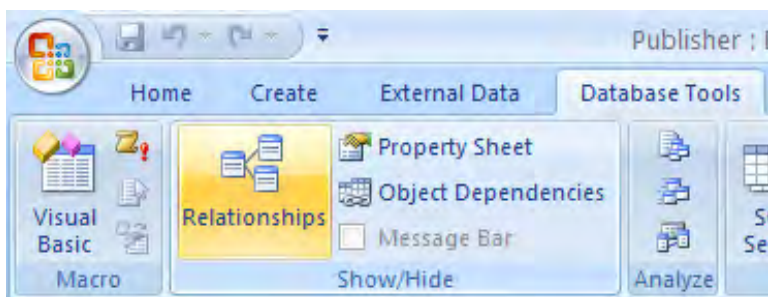 Publisher :
Home Create External Data Database Tools
Visual Basic
Relationships
Property Sheet
Object Dependencies
Message Bar
Macro Show/Hide Analyze